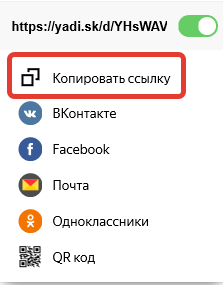 https://yadi.sk/d/YHsWAV
Копировать ссылку
ВКонтакте
Facebook
Почта
Одноклассники
QR код